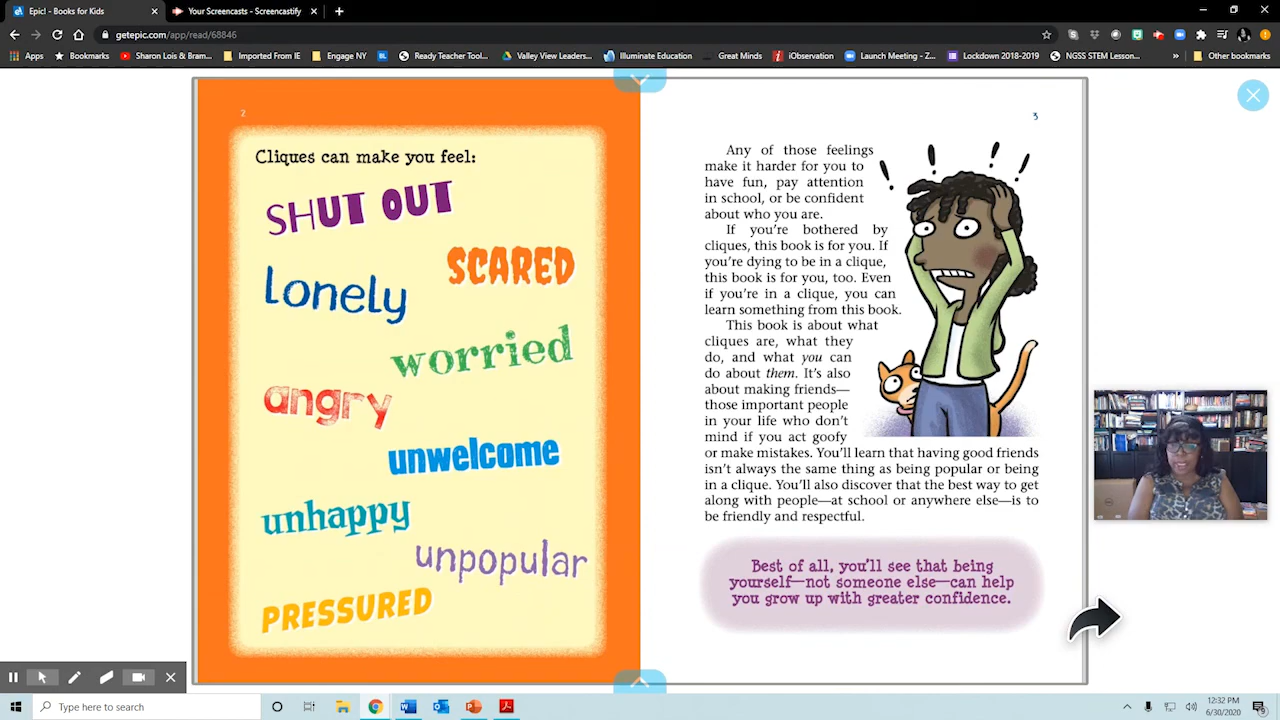 Epic! - Books for Kids
Your Screencasts - Screencastify
getepic.com/app/read/68846
Apps
Bookmarks
Sharon Lois & Bram...
Imported From IE
Engage NY
BL
Ready Teacher Tool...
Valley View Leaders...
Illuminate Education
Great Minds
iObservation
Launch Meeting - Z...
Lockdown 2018-2019
NGSS STEM Lesson...
»
Other bookmarks
2
Cliques can make you feel:
SHUT OUT
SCARED
Lonely
worried
angry
unwelcome
unhappy
unpopular
PRESSURED
3
Any of those feelings
make it harder for you to
have fun, pay attention
in school, or be confident
about who you are.
If you're bothered by
cliques, this book is for you. If
you're dying to be in a clique,
this book is for you, too. Even
if you're in a clique, you can
learn something from this book.
This book is about what
cliques are, what they
do, and what you can
do about them. It's also
about making friends—
those important people
in your life who don't
mind if you act goofy
or make mistakes. You'll learn that having good friends
isn't always the same thing as being popular or being
in a clique. You'll also discover that the best way to get
along with people—at school or anywhere else—is to
be friendly and respectful.
! ! ! !
Best of all, you'll see that being
yourself—not someone else—can help
you grow up with greater confidence.
Type here to search
12:32 PM
6/30/2020